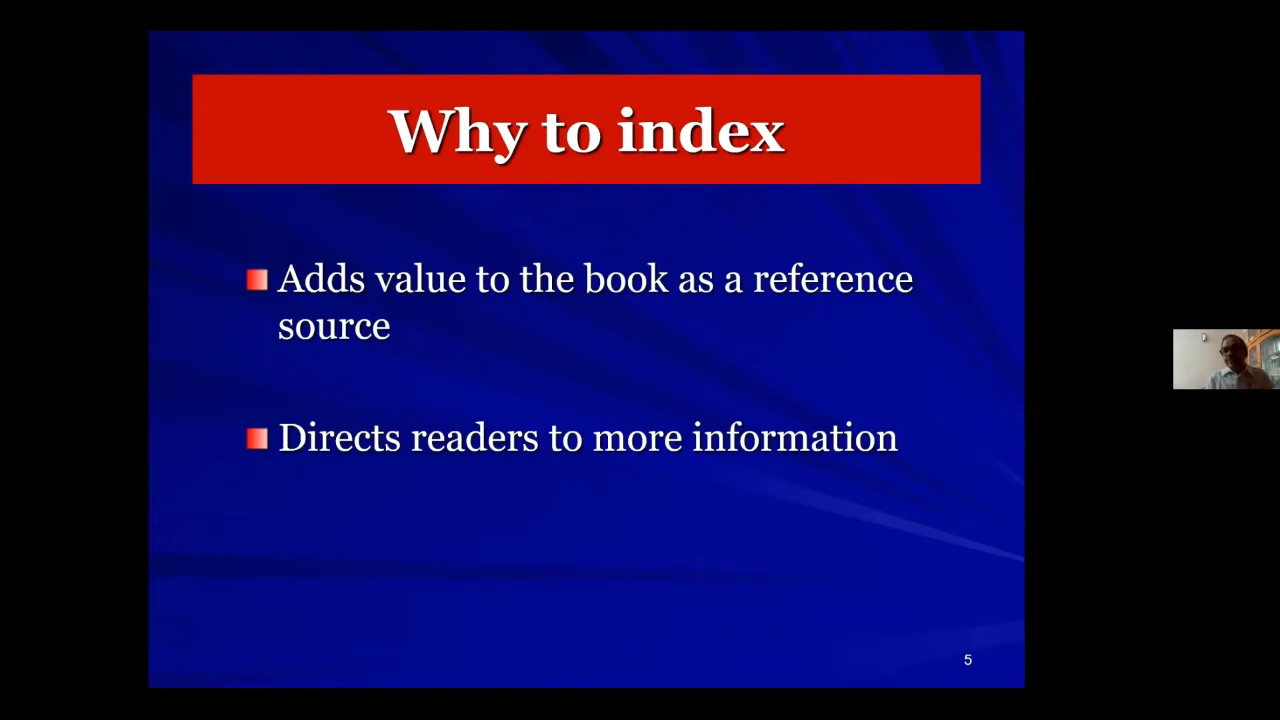 Why to index
Adds value to the book as a reference
source
Directs readers to more information
5